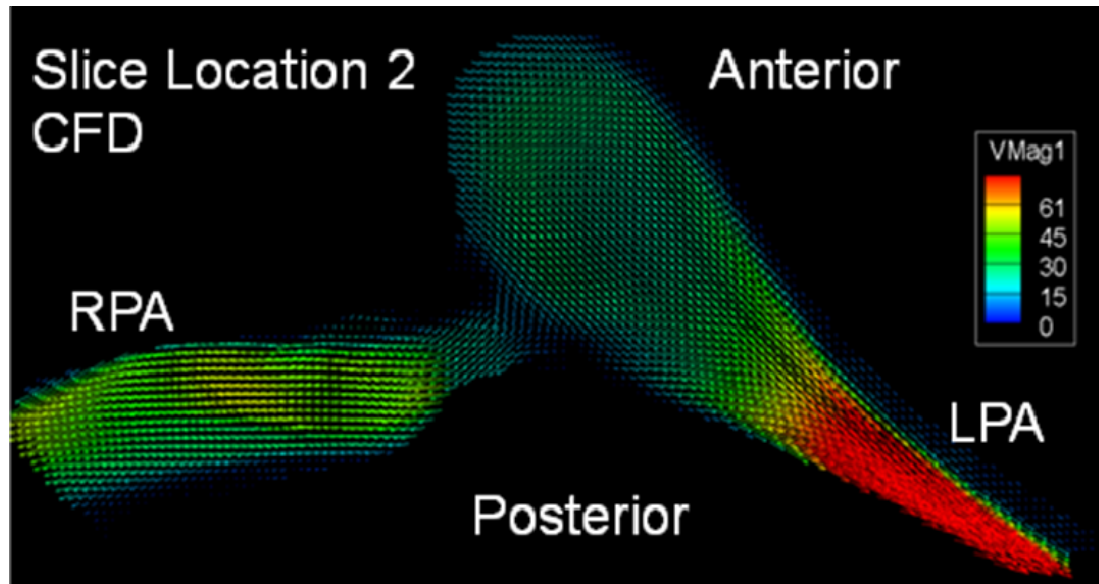 Slice Location 2
CFD
Anterior
VMag1
61
45
30
15
0
RPA
LPA
Posterior